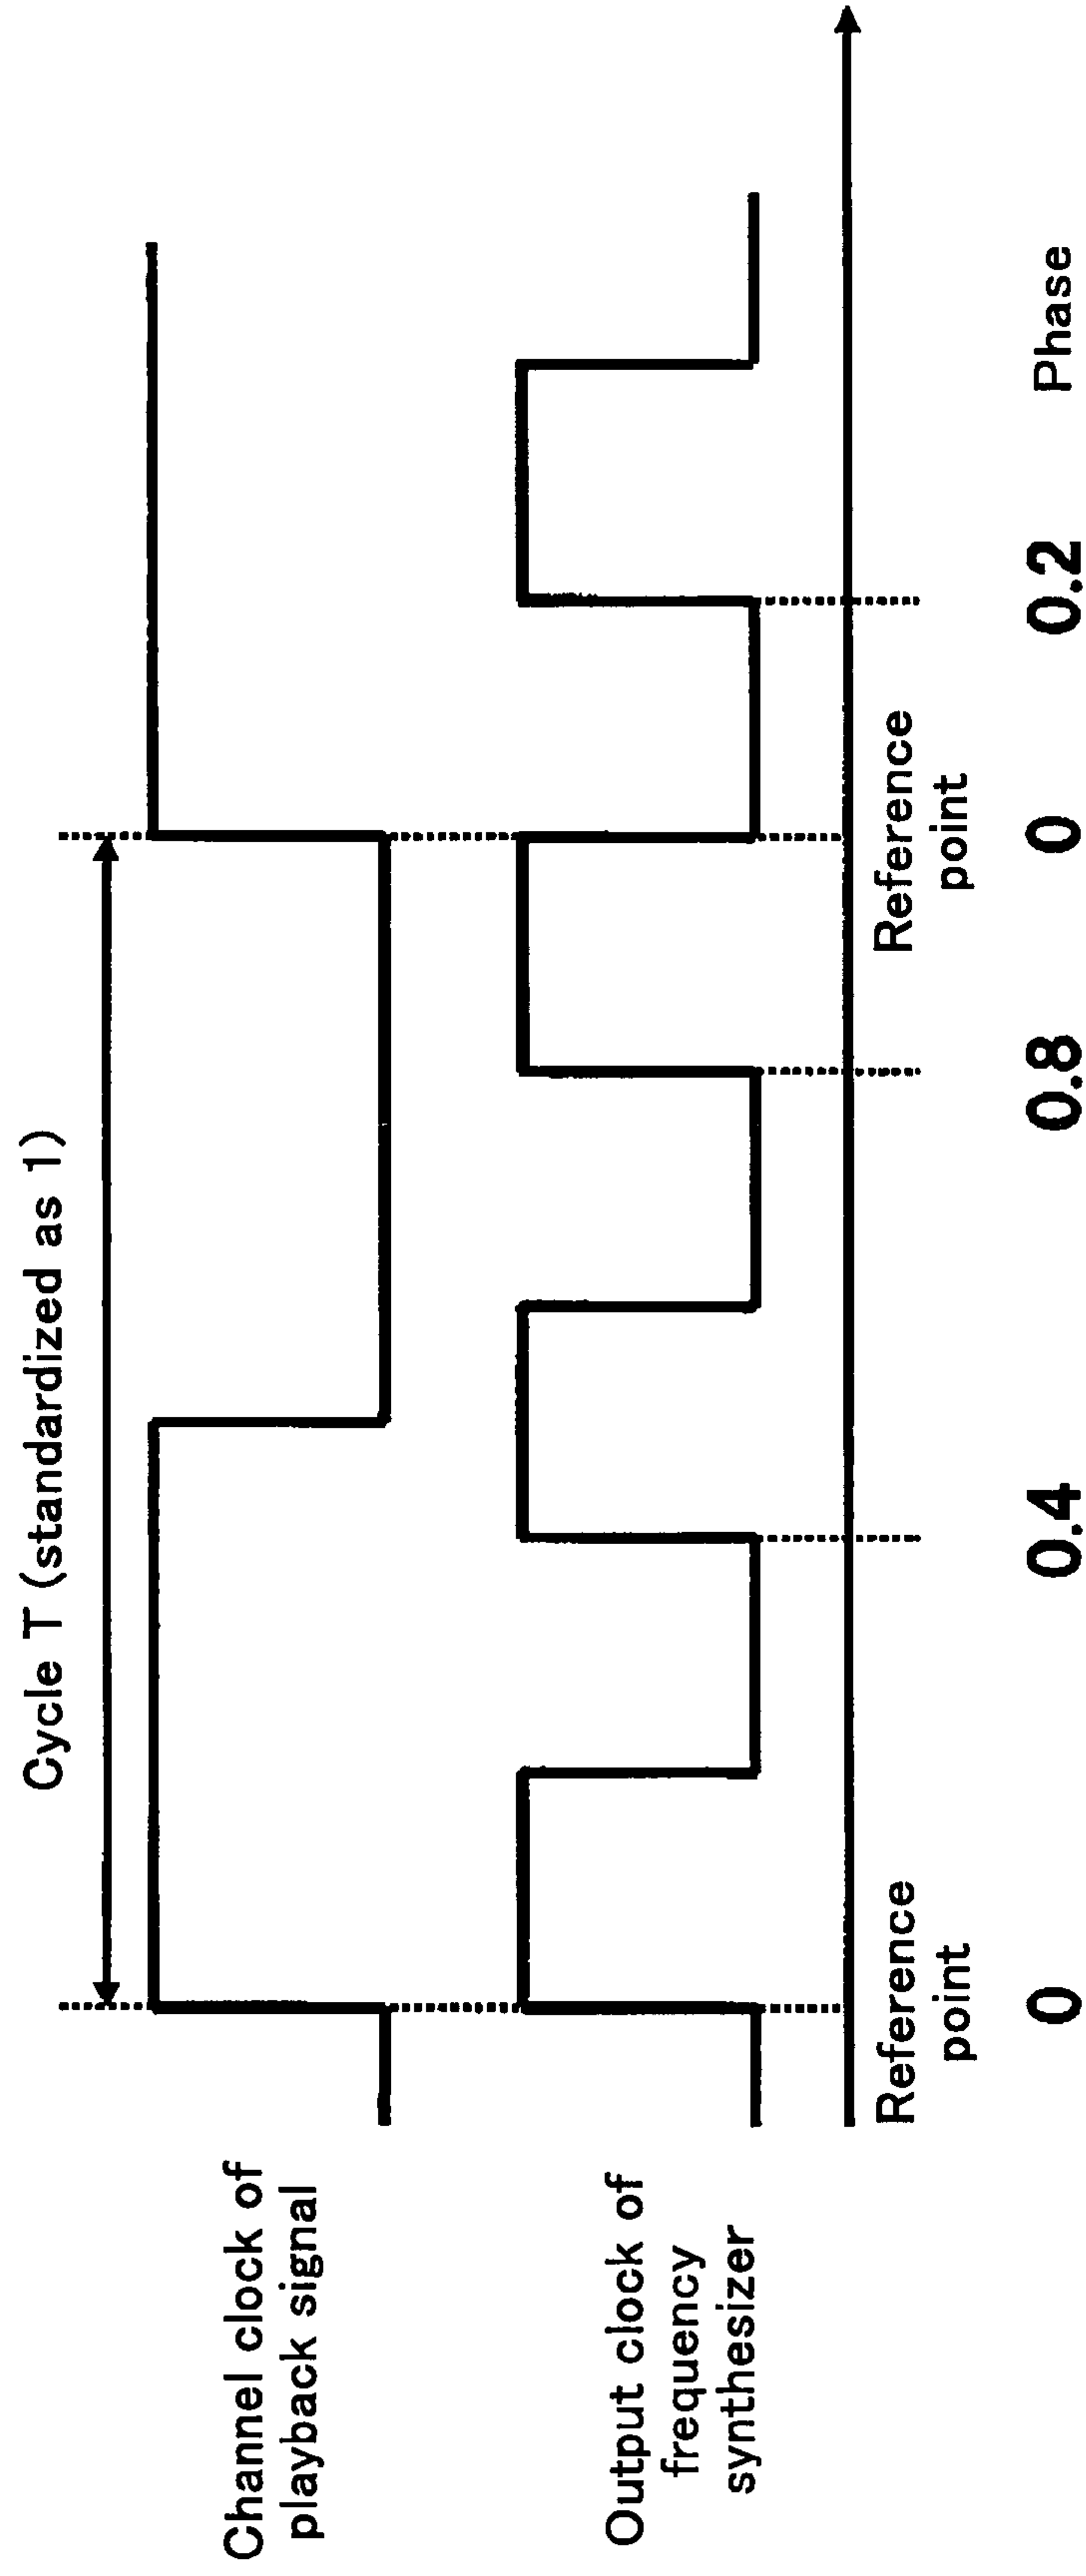 Cycle T (standardized as 1)
Channel clock of
playback signal
Output clock of
frequency
synthesizer
Reference
point
Reference
point
0
0.4
0.8
0
0.2
Phase